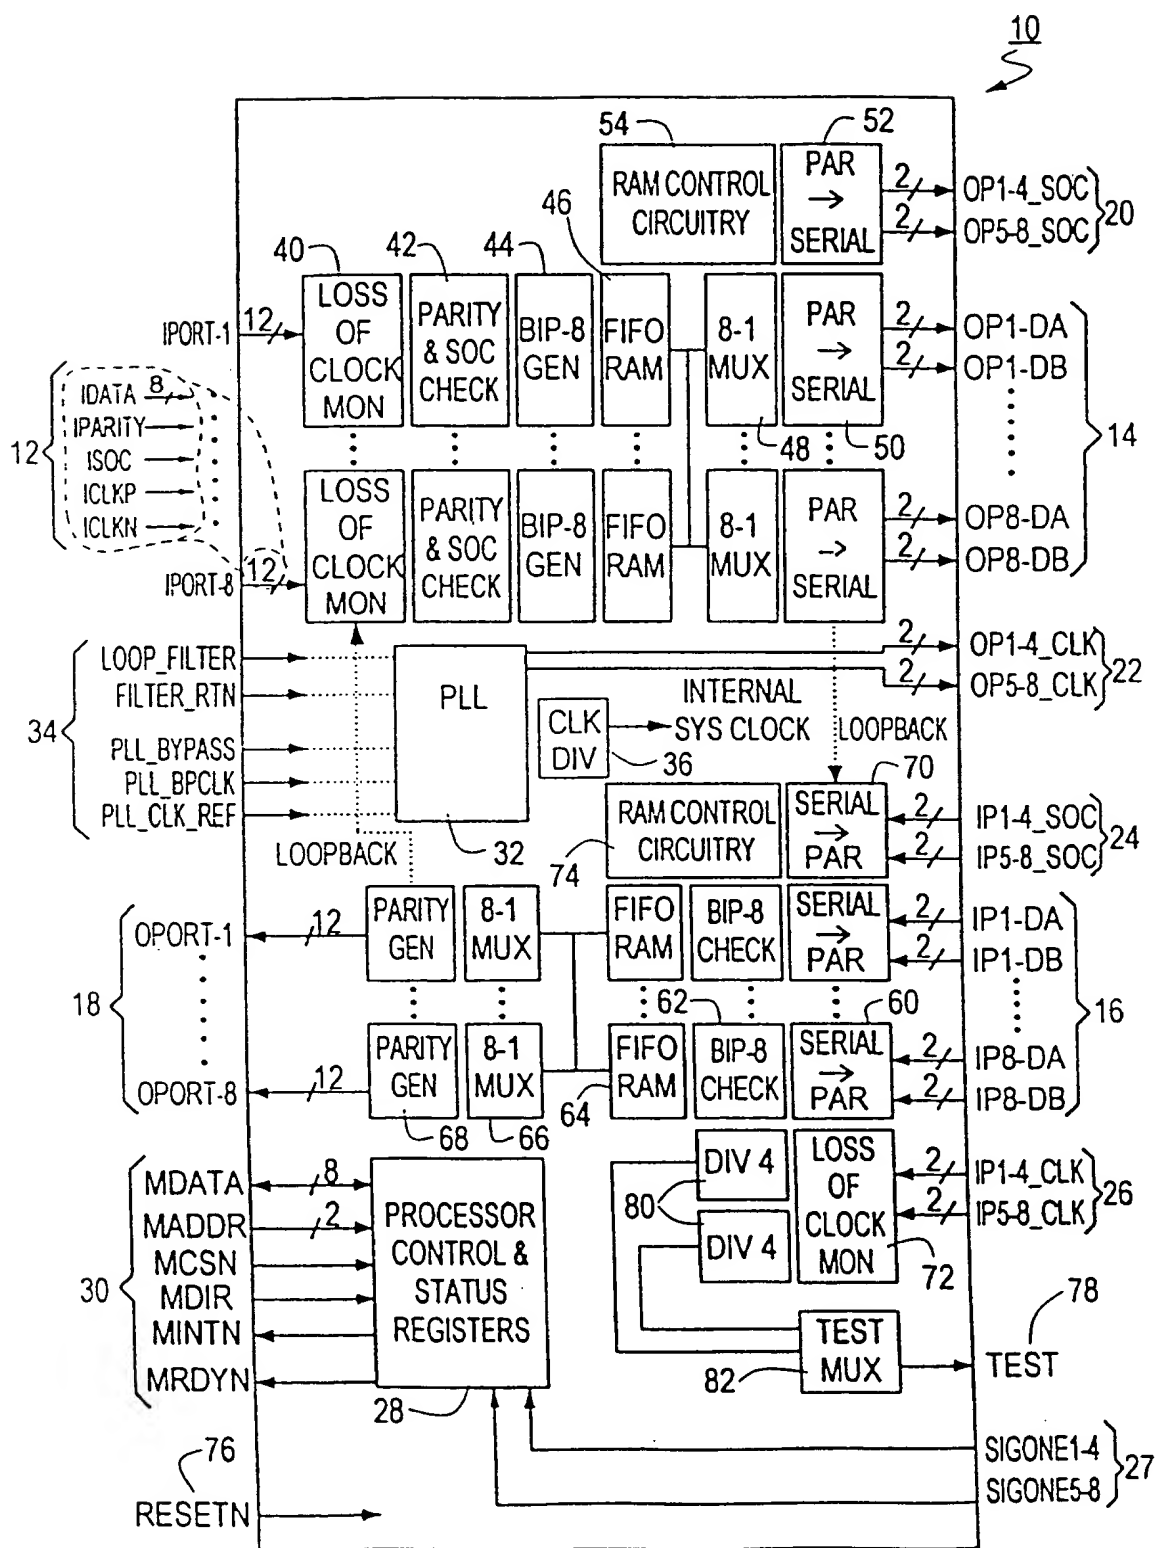 10
54
52
RAM CONTROL
CIRCUITRY
PAR
→
SERIAL
2
OP1-4_SOC
2
OP5-8_SOC
20
40
42
44
46
IPORT-1
12
LOSS
OF
CLOCK
MON
PARITY
& SOC
CHECK
BIP-8
GEN
FIFO
RAM
8-1
MUX
PAR
→
SERIAL
2
OP1-DA
2
OP1-DB
48
50
14
12
IDATA
8
IPARITY
ISOC
ICLKP
ICLKN
IPORT-8
12
LOSS
OF
CLOCK
MON
PARITY
& SOC
CHECK
BIP-8
GEN
FIFO
RAM
8-1
MUX
PAR
→
SERIAL
2
OP8-DA
2
OP8-DB
34
LOOP_FILTER
FILTER_RTN
PLL_BYPASS
PLL_BPCLK
PLL_CLK_REF
PLL
32
CLK
DIV
36
INTERNAL
SYS CLOCK
LOOPBACK
2
OP1-4_CLK
2
OP5-8_CLK
22
LOOPBACK
74
RAM CONTROL
CIRCUITRY
70
SERIAL
→
PAR
2
IP1-4_SOC
2
IP5-8_SOC
24
18
OPORT-1
12
PARITY
GEN
8-1
MUX
FIFO
RAM
BIP-8
CHECK
SERIAL
→
PAR
2
IP1-DA
2
IP1-DB
16
62
60
OPORT-8
12
PARITY
GEN
8-1
MUX
FIFO
RAM
BIP-8
CHECK
SERIAL
→
PAR
2
IP8-DA
2
IP8-DB
68
66
64
30
MDATA
8
MADDR
2
MCSN
MDIR
MINTN
MRDYN
PROCESSOR
CONTROL &
STATUS
REGISTERS
28
80
DIV 4
DIV 4
LOSS
OF
CLOCK
MON
72
2
IP1-4_CLK
2
IP5-8_CLK
26
TEST
MUX
82
78
TEST
SIGONE1-4
SIGONE5-8
27
76
RESETN